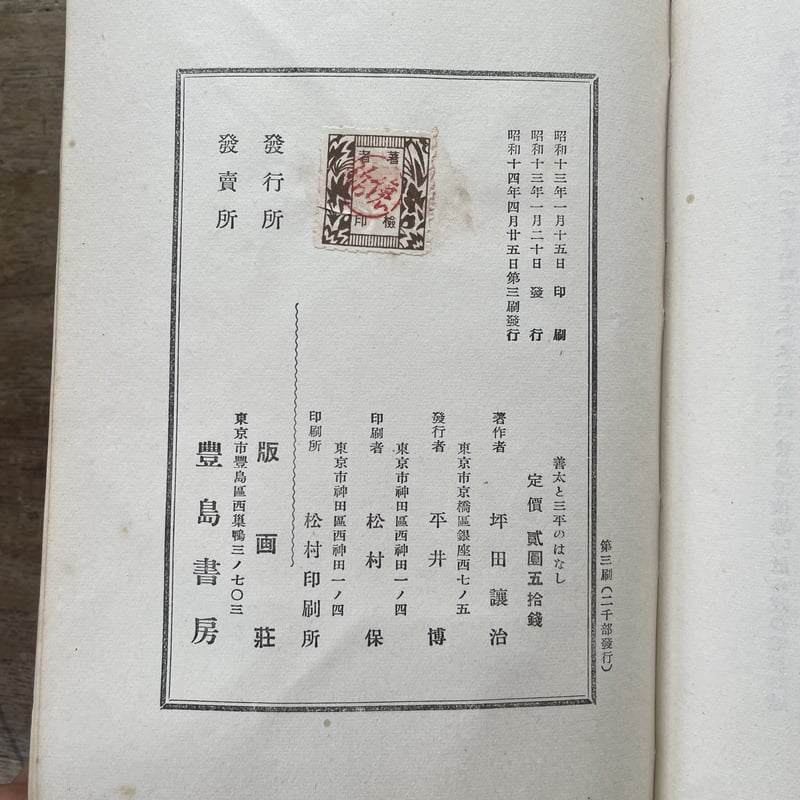 第三刷(二千部發行)
昭和十三年一月十五日 印刷
昭和十三年一月二十日 發行
昭和十四年四月廿五日第三刷發行
著者
檢印
善太と三平のはなし
定價 貳圓五拾錢
著作者 坪田讓治
東京市京橋區銀座西七ノ五
發行者 平井博
東京市神田區西神田一ノ四
印刷者 松村保
東京市神田區西神田一ノ四
印刷所 松村印刷所
發行所 版画莊
東京市豐島區西巢鴨三ノ七〇三
發賣所 豐島書房